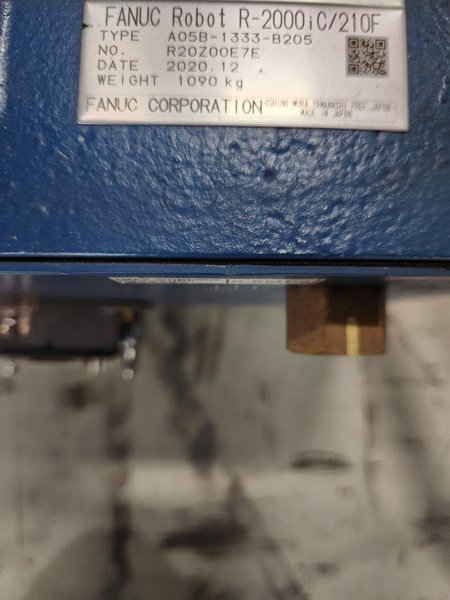 FANUC Robot R-2000iC/210F
TYPE A05B-1333-B205
NO. R20Z00E7E
DATE 2020.12
WEIGHT 1090 kg
FANUC CORPORATION OSHINO MURA, YAMANASHI PREF. JAPAN
MADE IN JAPAN